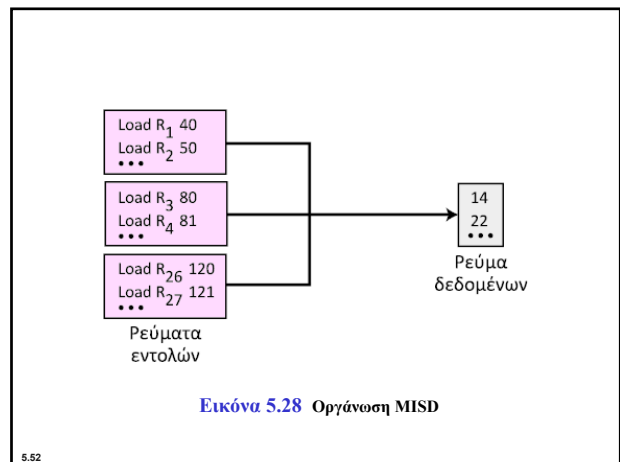 Load R1 40
Load R2 50
•••
Load R3 80
Load R4 81
•••
Load R26 120
Load R27 121
•••
Ρεύματα
εντολών
14
22
•••
Ρεύμα
δεδομένων
Εικόνα 5.28 Οργάνωση MISD
5.52